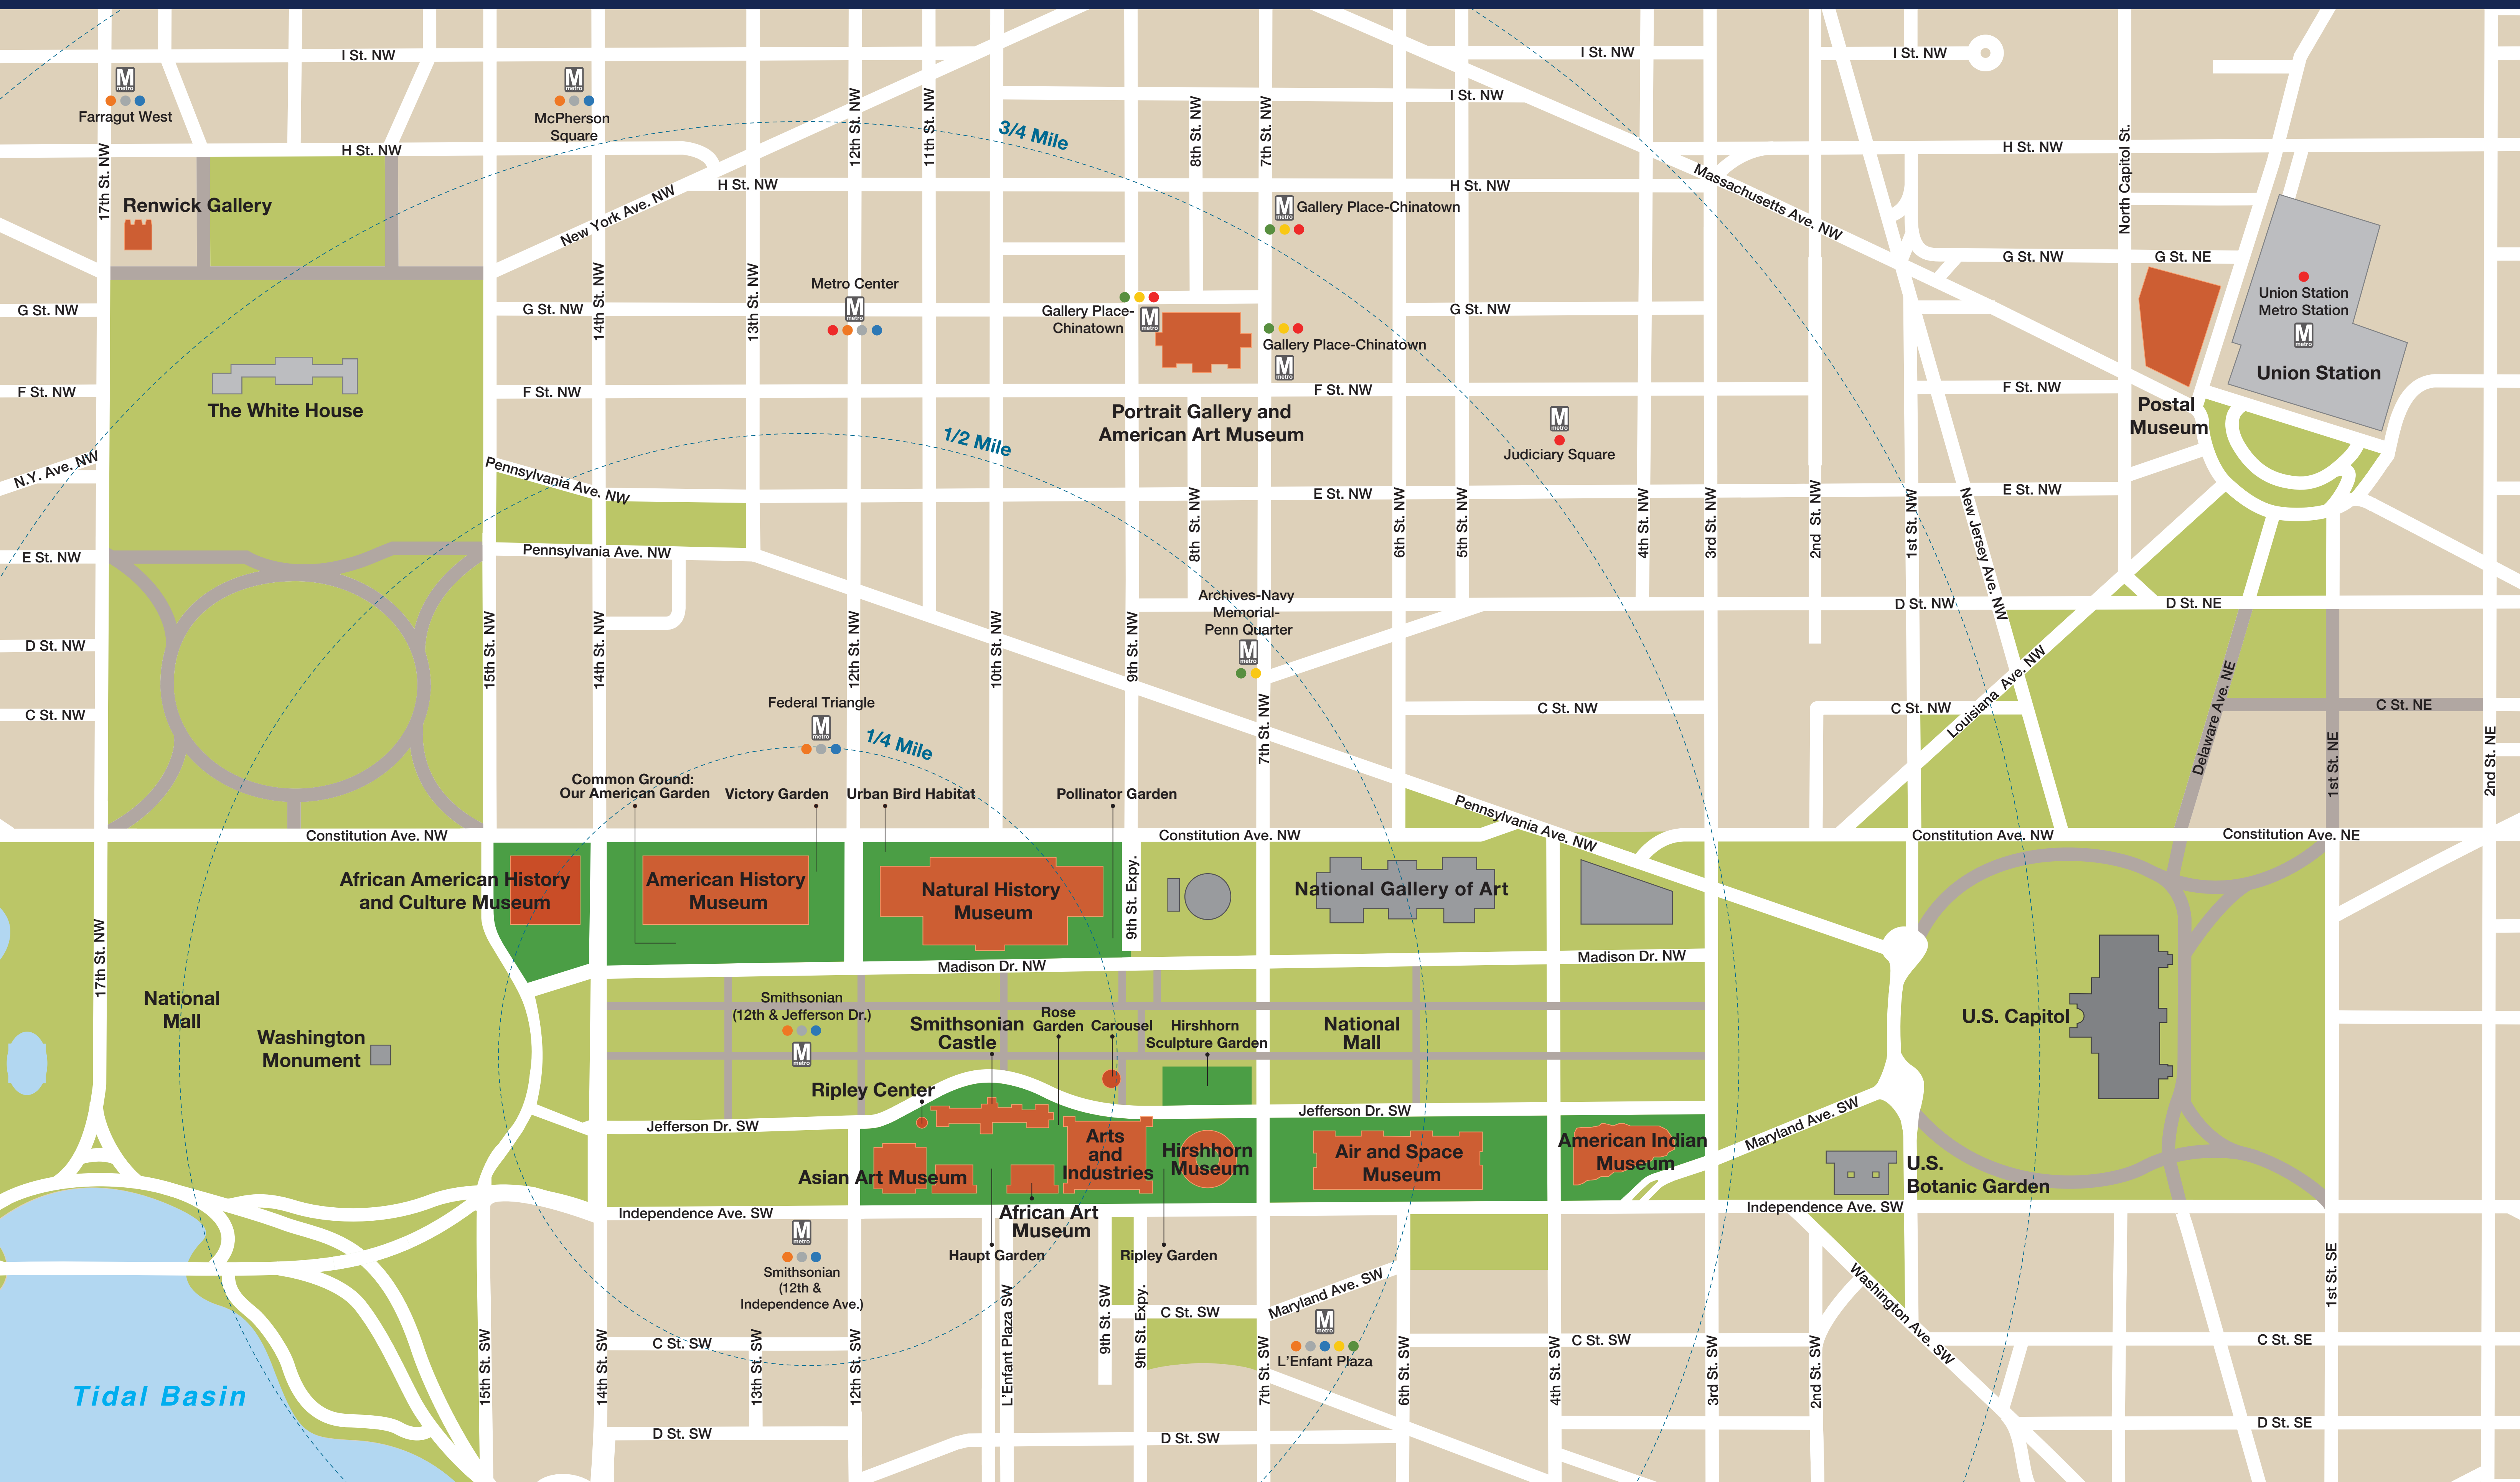 I St. NW
I St. NW
I St. NW
I St. NW
M
metro
Farragut West
M
metro
McPherson
Square
17th St. NW
H St. NW
12th St. NW
11th St. NW
3/4 Mile
8th St. NW
7th St. NW
H St. NW
H St. NW
H St. NW
Massachusetts Ave. NW
North Capitol St.
Renwick Gallery
New York Ave. NW
M
metro
Gallery Place-Chinatown
G St. NW
G St. NE
14th St. NW
13th St. NW
Metro Center
M
metro
G St. NW
G St. NW
G St. NW
Gallery Place-
Chinatown
M
metro
Gallery Place-Chinatown
M
metro
Union Station
Metro Station
M
metro
Union Station
The White House
F St. NW
F St. NW
F St. NW
F St. NW
Portrait Gallery and
American Art Museum
M
metro
Judiciary Square
Postal
Museum
1/2 Mile
N.Y. Ave. NW
Pennsylvania Ave. NW
E St. NW
E St. NW
8th St. NW
6th St. NW
5th St. NW
4th St. NW
3rd St. NW
2nd St. NW
1st St. NW
New Jersey Ave. NW
E St. NW
Pennsylvania Ave. NW
D St. NW
D St. NE
Archives-Navy
Memorial-
Penn Quarter
M
metro
D St. NW
15th St. NW
14th St. NW
12th St. NW
10th St. NW
9th St. NW
7th St. NW
C St. NW
C St. NW
C St. NW
Louisiana Ave. NW
Delaware Ave. NE
C St. NE
1st St. NE
2nd St. NE
Federal Triangle
M
metro
1/4 Mile
Common Ground:
Our American Garden
Victory Garden
Urban Bird Habitat
Pollinator Garden
Pennsylvania Ave. NW
Constitution Ave. NW
Constitution Ave. NW
Constitution Ave. NW
Constitution Ave. NE
African American History
and Culture Museum
American History
Museum
Natural History
Museum
9th St. Expy.
National Gallery of Art
17th St. NW
Madison Dr. NW
Madison Dr. NW
National
Mall
Washington
Monument
Smithsonian
(12th & Jefferson Dr.)
M
metro
Smithsonian
Castle
Rose
Garden
Carousel
Hirshhorn
Sculpture Garden
National
Mall
U.S. Capitol
Ripley Center
Jefferson Dr. SW
Jefferson Dr. SW
Maryland Ave. SW
Asian Art Museum
Arts
and
Industries
Hirshhorn
Museum
Air and Space
Museum
American Indian
Museum
U.S.
Botanic Garden
Independence Ave. SW
Independence Ave. SW
African Art
Museum
M
metro
Smithsonian
(12th &
Independence Ave.)
Haupt Garden
Ripley Garden
Maryland Ave. SW
Washington Ave. SW
1st St. SE
C St. SW
C St. SW
C St. SW
C St. SE
M
metro
L'Enfant Plaza
15th St. SW
14th St. SW
13th St. SW
12th St. SW
L'Enfant Plaza SW
9th St. SW
9th St. Expy.
7th St. SW
6th St. SW
4th St. SW
3rd St. SW
2nd St. SW
Tidal Basin
D St. SW
D St. SW
D St. SE